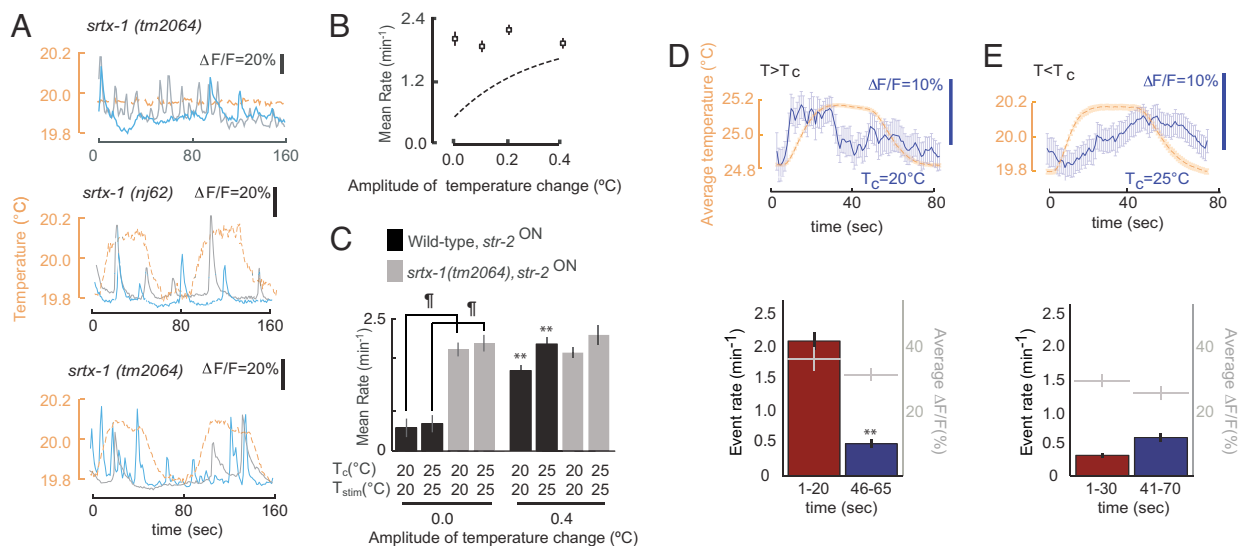 A
srtx-1 (tm2064)
ΔF/F=20%
20.2
20.0
19.8
0
80
160
srtx-1 (nj62)
ΔF/F=20%
20.2
20.0
19.8
0
80
160
srtx-1 (tm2064)
ΔF/F=20%
20.2
20.0
19.8
0
80
160
time (sec)
Temperature (°C)
B
Mean Rate (min-1)
2.4
1.2
0.0
0.0
0.2
0.4
Amplitude of temperature change (ºC)
C
Wild-type, str-2 ON
srtx-1(tm2064), str-2 ON
Mean Rate (min-1)
2.5
0
¶
¶
**
**
Tc(°C) 20 25 20 25 20 25 20 25
Tstim(°C) 20 25 20 25 20 25 20 25
0.0
0.4
Amplitude of temperature change (°C)
D
T>Tc
ΔF/F=10%
Average temperature (°C)
25.2
25.0
24.8
Tc=20°C
0
40
80
time (sec)
Event rate (min-1)
2.5
2.0
1.5
1.0
0.5
0
**
40
20
Average ΔF/F(%)
1-20
46-65
E
T<Tc
ΔF/F=10%
20.2
20.0
19.8
Tc=25°C
0
40
80
time (sec)
Event rate (min-1)
2.5
2.0
1.5
1.0
0.5
0
40
20
Average ΔF/F(%)
1-30
41-70